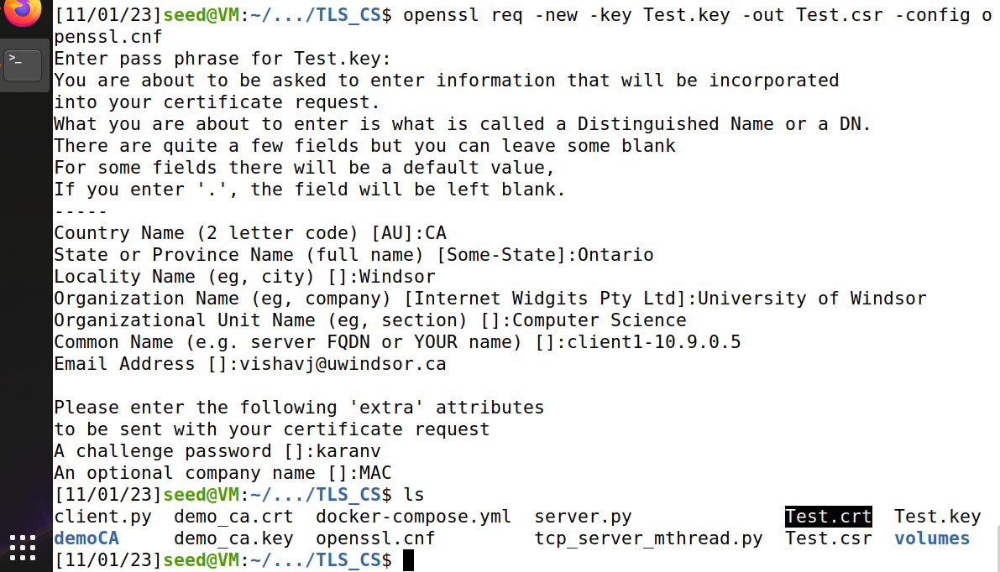 [11/01/23]seed@VM:~/.../TLS_CS$ openssl req -new -key Test.key -out Test.csr -config o
penssl.cnf
Enter pass phrase for Test.key:
You are about to be asked to enter information that will be incorporated
into your certificate request.
What you are about to enter is what is called a Distinguished Name or a DN.
There are quite a few fields but you can leave some blank
For some fields there will be a default value,
If you enter '.', the field will be left blank.
-----
Country Name (2 letter code) [AU]:CA
State or Province Name (full name) [Some-State]:Ontario
Locality Name (eg, city) []:Windsor
Organization Name (eg, company) [Internet Widgits Pty Ltd]:University of Windsor
Organizational Unit Name (eg, section) []:Computer Science
Common Name (e.g. server FQDN or YOUR name) []:client1-10.9.0.5
Email Address []:vishavj@uwindsor.ca

Please enter the following 'extra' attributes
to be sent with your certificate request
A challenge password []:karanv
An optional company name []:MAC
[11/01/23]seed@VM:~/.../TLS_CS$ ls
client.py  demo_ca.crt  docker-compose.yml  server.py              Test.crt  Test.key
demoCA     demo_ca.key  openssl.cnf         tcp_server_mthread.py  Test.csr  volumes
[11/01/23]seed@VM:~/.../TLS_CS$